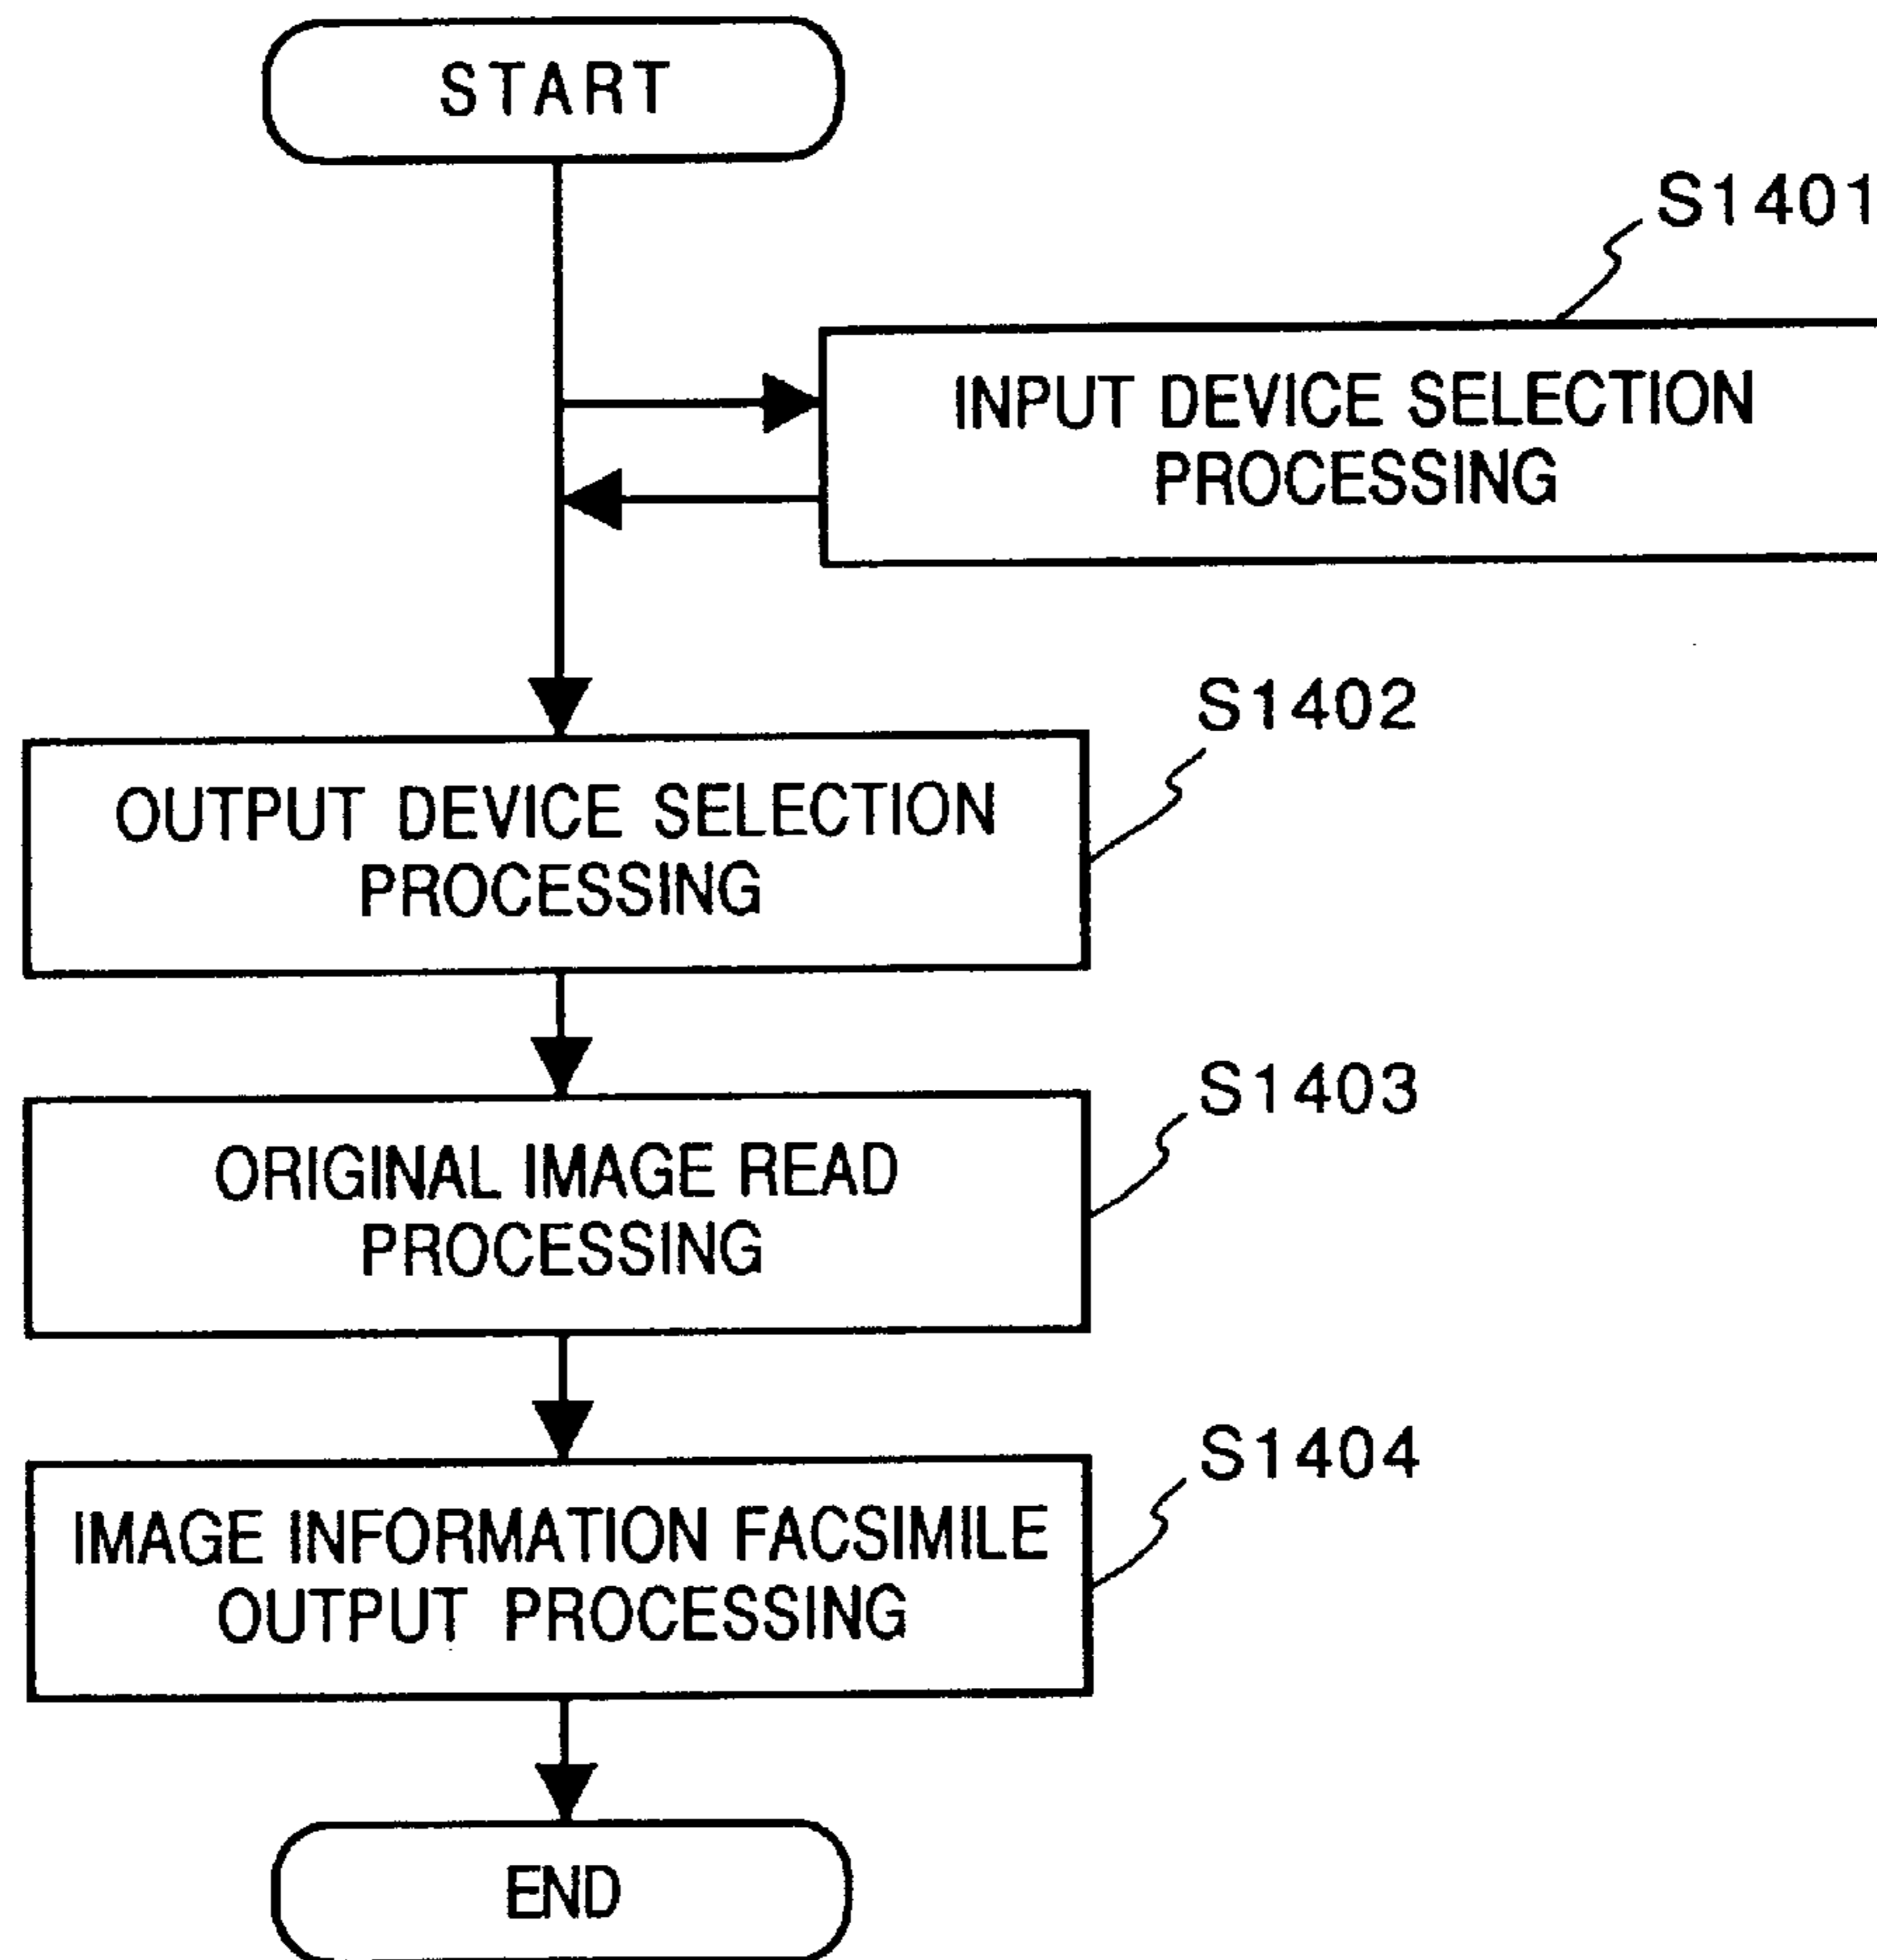 START
S1401
INPUT DEVICE SELECTION
PROCESSING
S1402
OUTPUT DEVICE SELECTION
PROCESSING
S1403
ORIGINAL IMAGE READ
PROCESSING
S1404
IMAGE INFORMATION FACSIMILE
OUTPUT PROCESSING
END